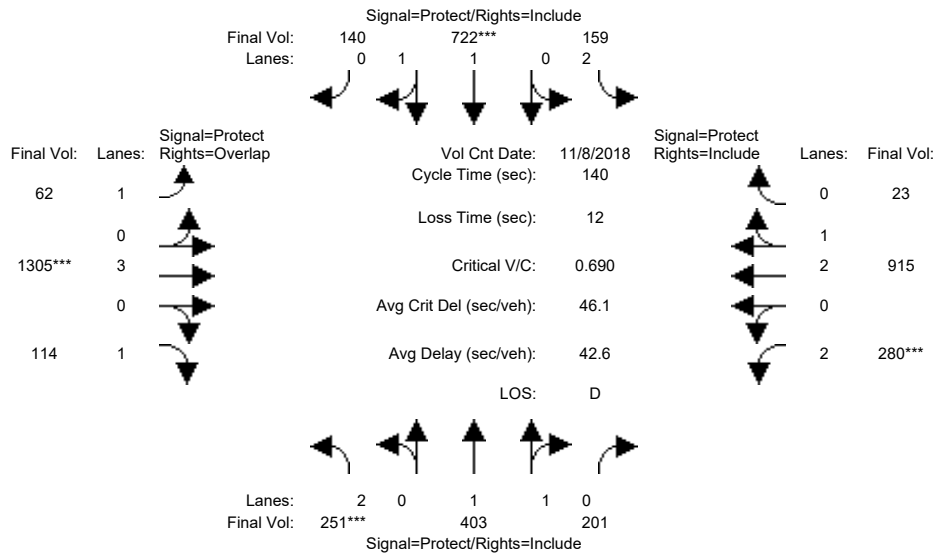 Signal=Protect/Rights=Include
Final Vol: 140 722*** 159
Lanes: 0 1 1 0 2
Signal=Protect
Final Vol: Lanes: Rights=Overlap
Vol Cnt Date: 11/8/2018
Signal=Protect
Rights=Include Lanes: Final Vol:
Cycle Time (sec): 140
62 1
0 23
Loss Time (sec): 12
0
1
1305*** 3
Critical V/C: 0.690
2 915
0
Avg Crit Del (sec/veh): 46.1
0
114 1
Avg Delay (sec/veh): 42.6
2 280***
LOS: D
Lanes: 2 0 1 1 0
Final Vol: 251*** 403 201
Signal=Protect/Rights=Include